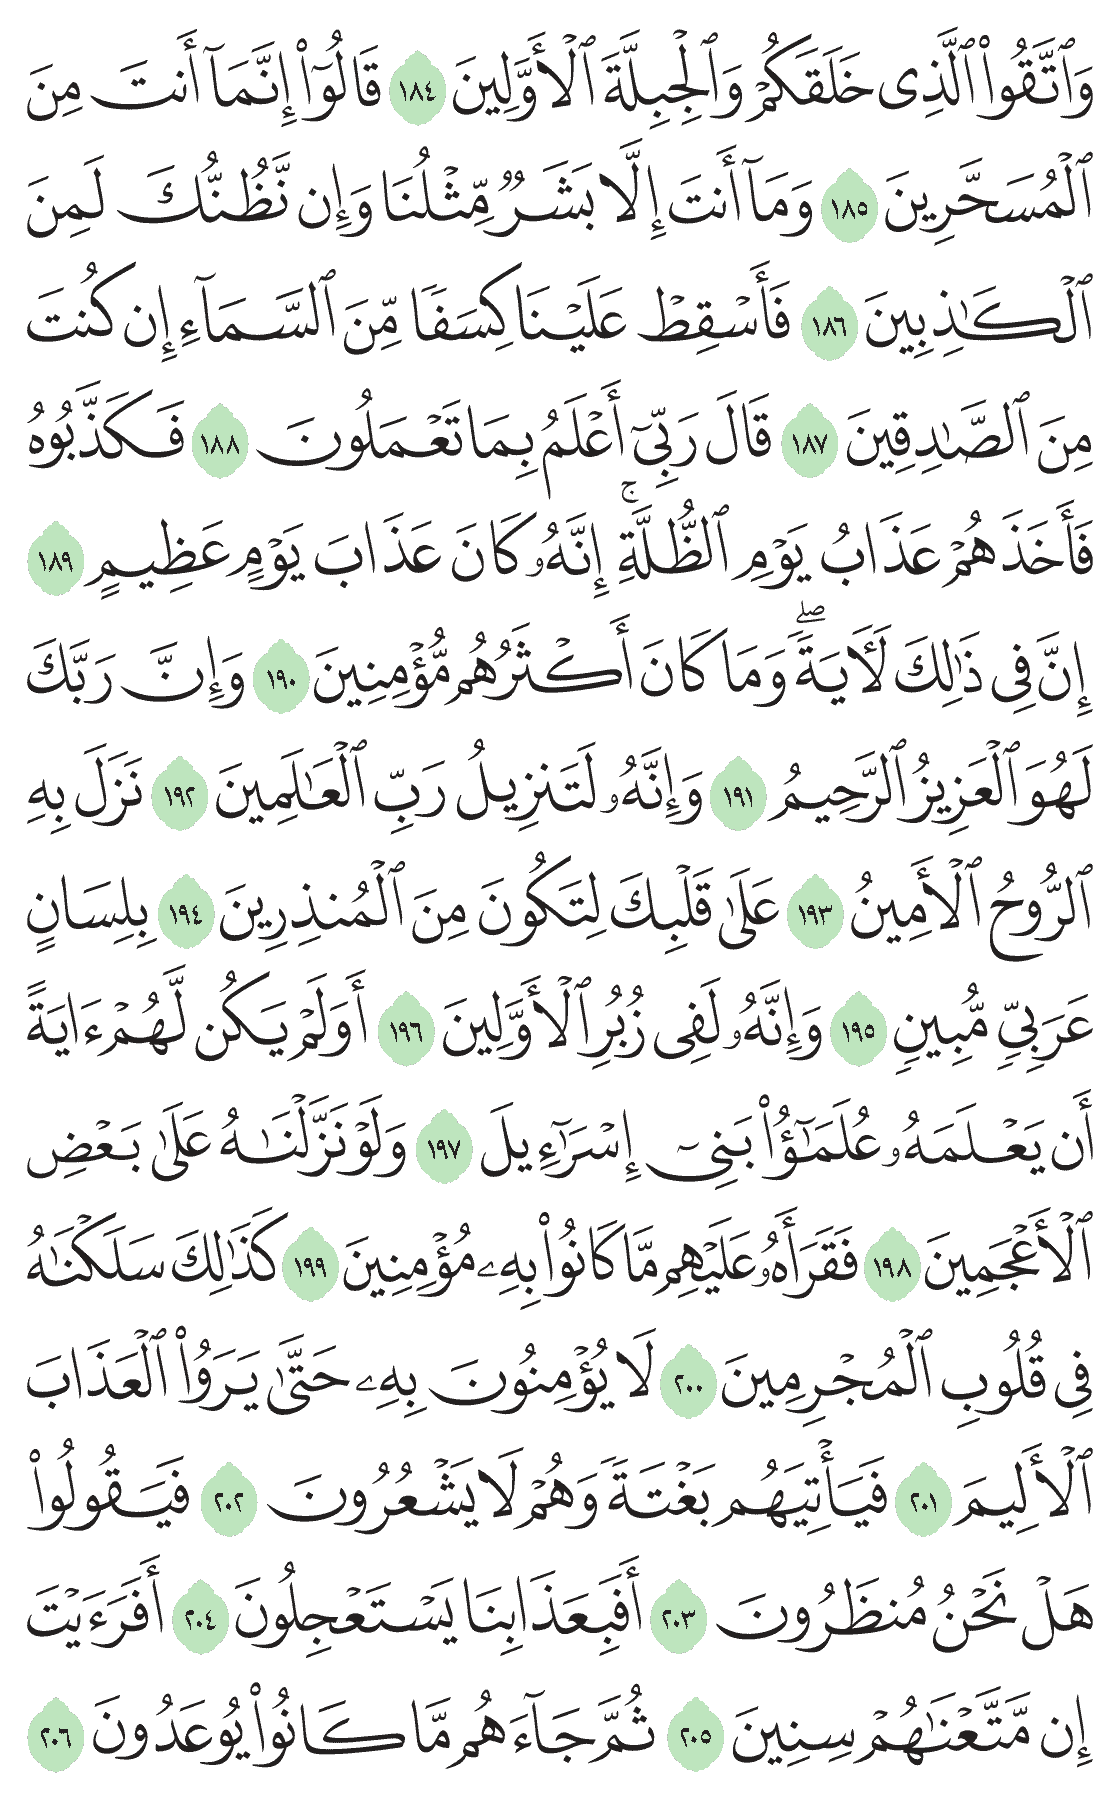 وَٱتَّقُوا۟ ٱلَّذِى خَلَقَكُمْ وَٱلْجِبِلَّةَ ٱلْأَوَّلِينَ ١٨٤ قَالُوٓا۟ إِنَّمَآ أَنتَ مِنَ
ٱلْمُسَحَّرِينَ ١٨٥ وَمَآ أَنتَ إِلَّا بَشَرٌ مِّثْلُنَا وَإِن نَّظُنُّكَ لَمِنَ
ٱلْكَـٰذِبِينَ ١٨٦ فَأَسْقِطْ عَلَيْنَا كِسَفًا مِّنَ ٱلسَّمَآءِ إِن كُنتَ
مِنَ ٱلصَّـٰدِقِينَ ١٨٧ قَالَ رَبِّىٓ أَعْلَمُ بِمَا تَعْمَلُونَ ١٨٨ فَكَذَّبُوهُ
فَأَخَذَهُمْ عَذَابُ يَوْمِ ٱلظُّلَّةِ ۚ إِنَّهُۥ كَانَ عَذَابَ يَوْمٍ عَظِيمٍ ١٨٩
إِنَّ فِى ذَٰلِكَ لَـَٔايَةً ۖ وَمَا كَانَ أَكْثَرُهُم مُّؤْمِنِينَ ١٩٠ وَإِنَّ رَبَّكَ
لَهُوَ ٱلْعَزِيزُ ٱلرَّحِيمُ ١٩١ وَإِنَّهُۥ لَتَنزِيلُ رَبِّ ٱلْعَـٰلَمِينَ ١٩٢ نَزَلَ بِهِ
ٱلرُّوحُ ٱلْأَمِينُ ١٩٣ عَلَىٰ قَلْبِكَ لِتَكُونَ مِنَ ٱلْمُنذِرِينَ ١٩٤ بِلِسَانٍ
عَرَبِىٍّ مُّبِينٍ ١٩٥ وَإِنَّهُۥ لَفِى زُبُرِ ٱلْأَوَّلِينَ ١٩٦ أَوَلَمْ يَكُن لَّهُمْ ءَايَةً
أَن يَعْلَمَهُۥ عُلَمَـٰٓؤُا۟ بَنِىٓ إِسْرَٰٓءِيلَ ١٩٧ وَلَوْ نَزَّلْنَـٰهُ عَلَىٰ بَعْضِ
ٱلْأَعْجَمِينَ ١٩٨ فَقَرَأَهُۥ عَلَيْهِم مَّا كَانُوا۟ بِهِۦ مُؤْمِنِينَ ١٩٩ كَذَٰلِكَ سَلَكْنَـٰهُ
فِى قُلُوبِ ٱلْمُجْرِمِينَ ٢٠٠ لَا يُؤْمِنُونَ بِهِۦ حَتَّىٰ يَرَوُا۟ ٱلْعَذَابَ
ٱلْأَلِيمَ ٢٠١ فَيَأْتِيَهُم بَغْتَةً وَهُمْ لَا يَشْعُرُونَ ٢٠٢ فَيَقُولُوا۟
هَلْ نَحْنُ مُنظَرُونَ ٢٠٣ أَفَبِعَذَابِنَا يَسْتَعْجِلُونَ ٢٠٤ أَفَرَءَيْتَ
إِن مَّتَّعْنَـٰهُمْ سِنِينَ ٢٠٥ ثُمَّ جَآءَهُم مَّا كَانُوا۟ يُوعَدُونَ ٢٠٦